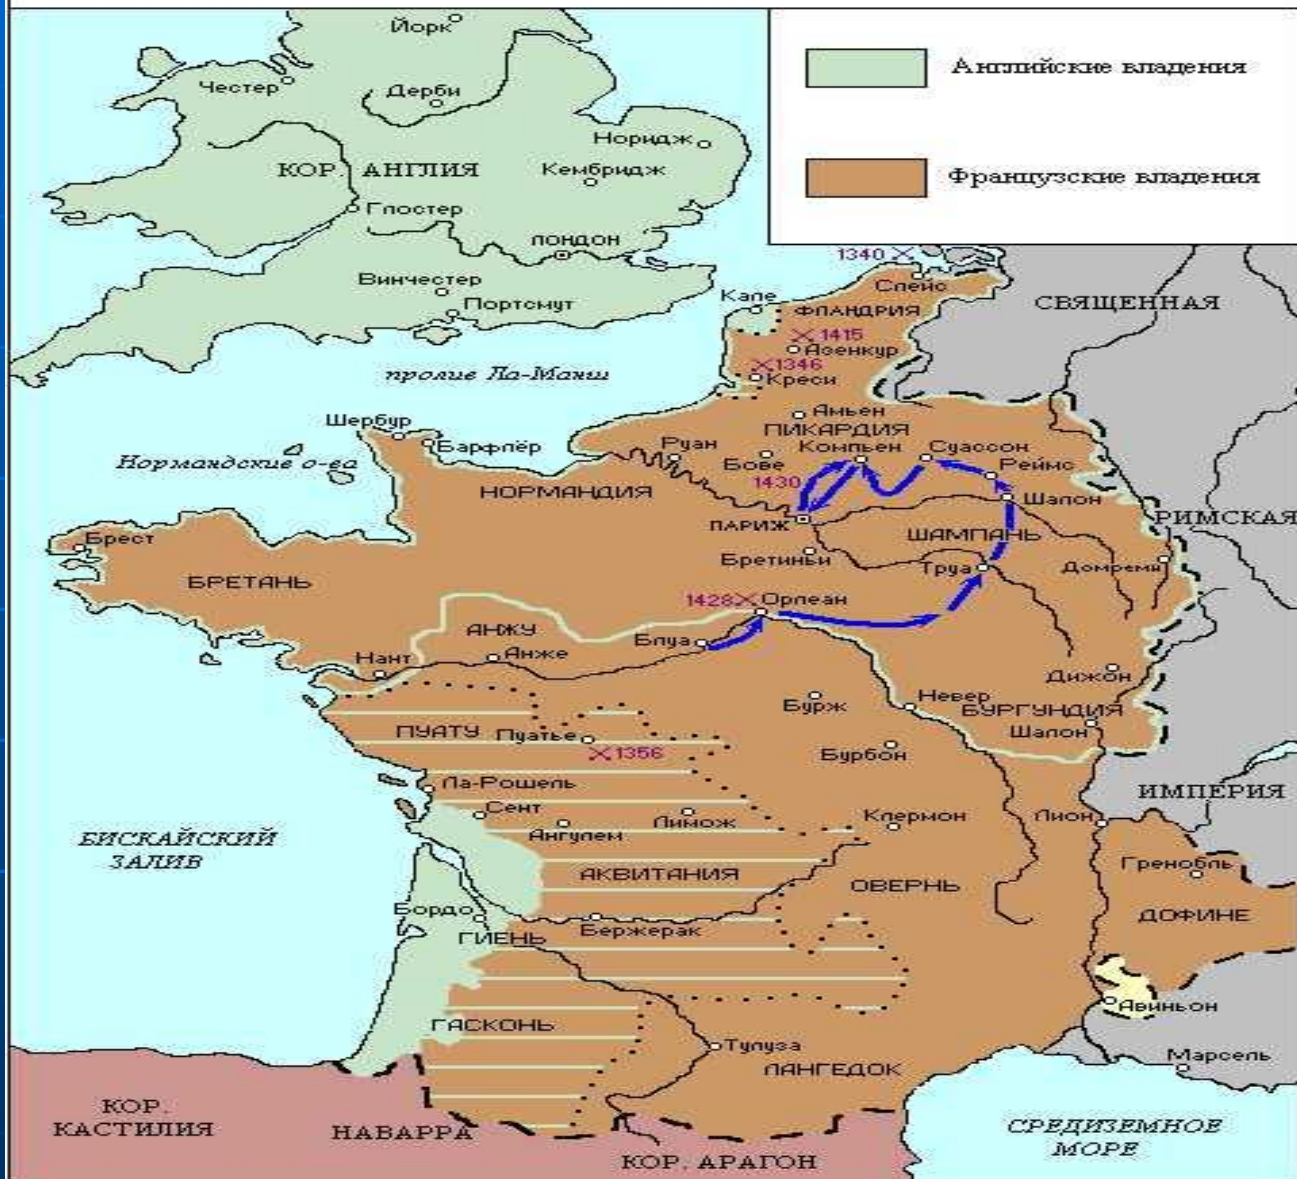 Йорк
Честер
Дерби
Норидж
КОР. АНГЛИЯ
Кембридж
Глостер
ЛОНДОН
Винчестер
Портсмут
Английские владения
Французские владения
1340
Слейс
Кале
ФЛАНДРИЯ
СВЯЩЕННАЯ
1415
Азенкур
1346
Креси
пролив Ла-Манш
Шербур
Барфлёр
Амьен
ПИКАРДИЯ
Руан
Бове
Компьен
Суассон
Реймс
Нормандские о-ва
1430
НОРМАНДИЯ
Шалон
ПАРИЖ
ШАМПАНЬ
РИМСКАЯ
Брест
Бретиньи
Труа
Домреми
БРЕТАНЬ
1428
Орлеан
АНЖУ
Блуа
Нант
Анже
Дижон
Бурж
Невер
БУРГУНДИЯ
ПУАТУ
Пуатье
Шалон
1356
Бурбон
Ла-Рошель
ИМПЕРИЯ
Сент
Ангулем
Лимож
Клермон
Лион
БИСКАЙСКИЙ
ЗАЛИВ
АКВИТАНИЯ
ОВЕРНЬ
Гренобль
Бордо
ГИЕНЬ
Бержерак
ДОФИНЕ
Авиньон
ГАСКОНЬ
Тулуза
ЛАНГЕДОК
Марсель
КОР.
КАСТИЛИЯ
НАВАРРА
КОР. АРАГОН
СРЕДИЗЕМНОЕ
МОРЕ